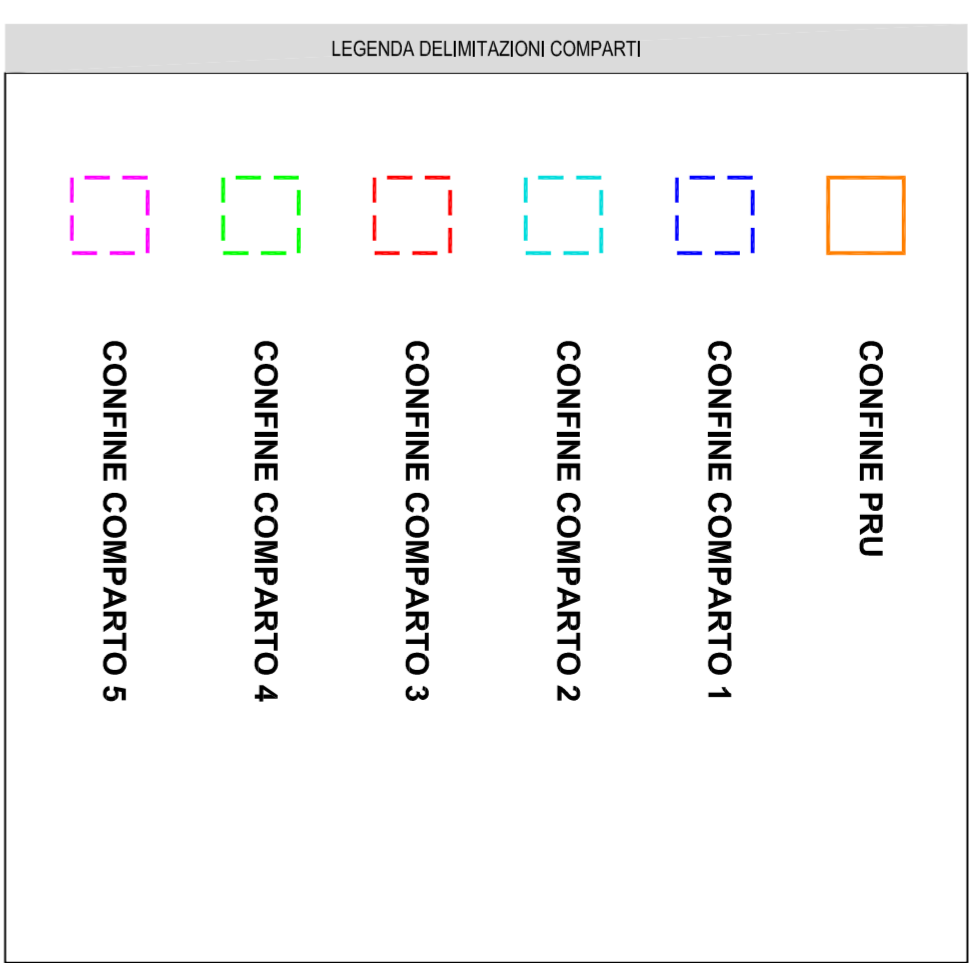 LEGENDA DELIMITAZIONI COMPARTI
CONFINE PRU
CONFINE COMPARTO 1
CONFINE COMPARTO 2
CONFINE COMPARTO 3
CONFINE COMPARTO 4
CONFINE COMPARTO 5